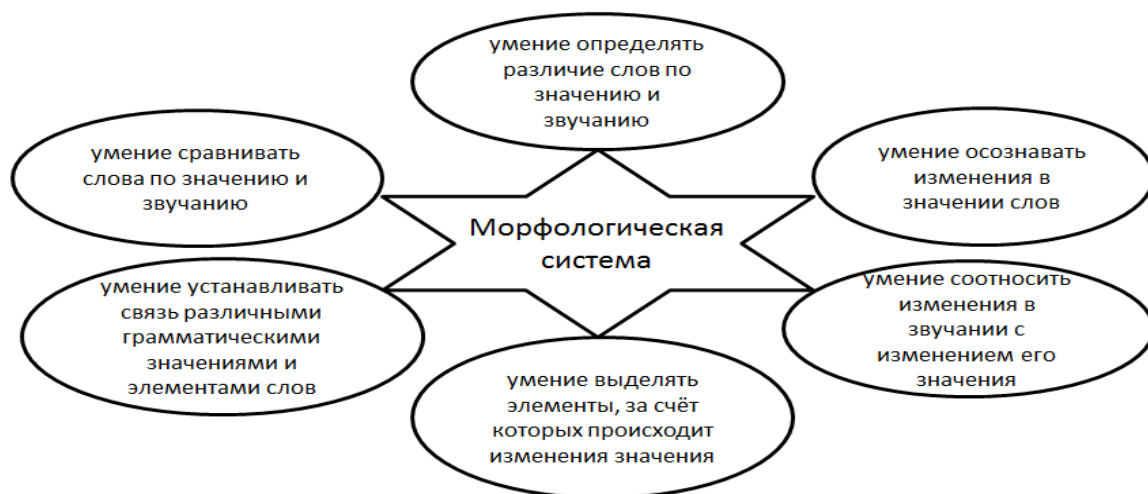 умение определять
различие слов по
значению и
звучанию
умение сравнивать
слова по значению и
звучанию
умение осознавать
изменения в
значении слов
Морфологическая
система
умение устанавливать
связь различными
грамматическими
значениями и
элементами слов
умение соотносить
изменения в
звучании с
изменением его
значения
умение выделять
элементы, за счёт
которых происходит
изменения значения